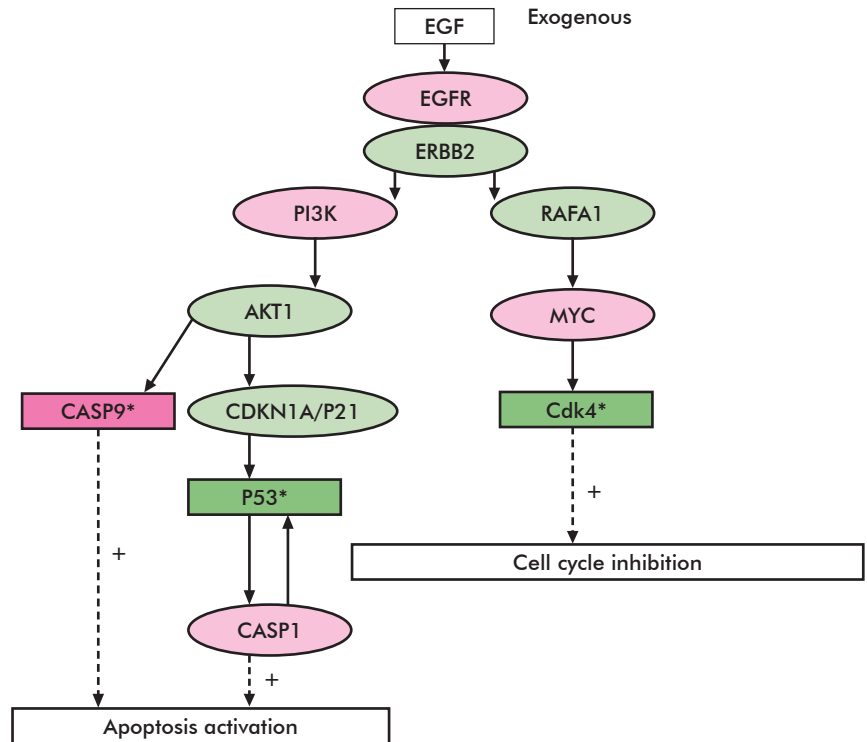 EGF
Exogenous
EGFR
ERBB2
PI3K
RAFA1
AKT1
MYC
CASP9*
CDKN1A/P21
Cdk4*
P53*
+
+
Cell cycle inhibition
CASP1
+
Apoptosis activation